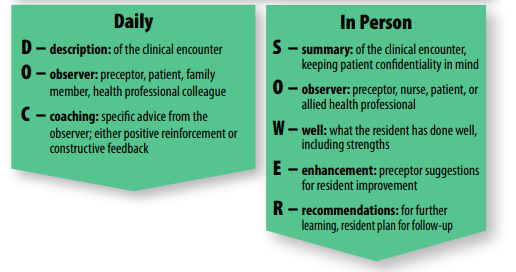 Daily
D – description: of the clinical encounter
O – observer: preceptor, patient, family
member, health professional colleague
C – coaching: specific advice from the
observer; either positive reinforcement or
constructive feedback
In Person
S – summary: of the clinical encounter,
keeping patient confidentiality in mind
O – observer: preceptor, nurse, patient, or
allied health professional
W – well: what the resident has done well,
including strengths
E – enhancement: preceptor suggestions
for resident improvement
R – recommendations: for further
learning, resident plan for follow-up